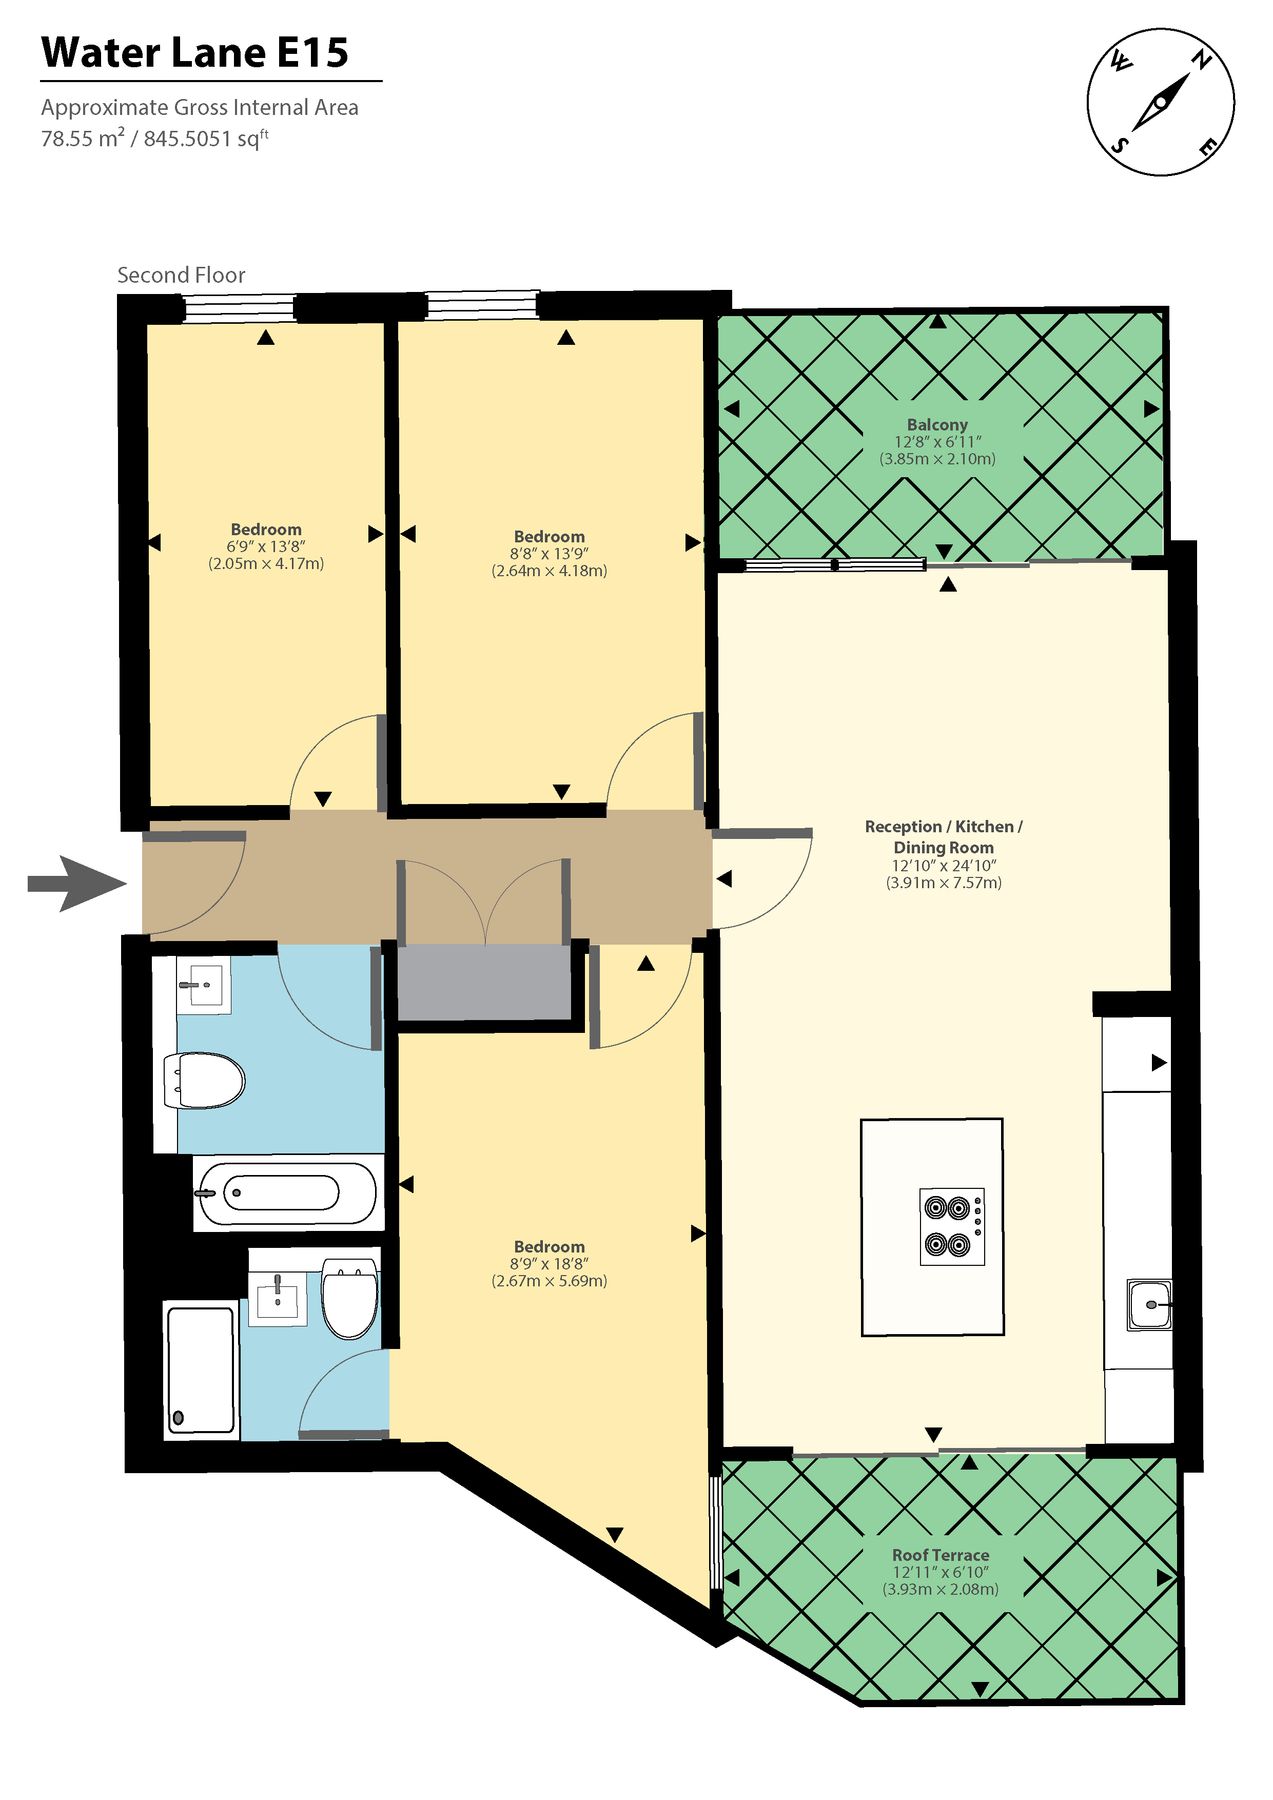 Water Lane E15
Approximate Gross Internal Area
78.55 m² / 845.5051 sqft
N
W
S
E
Second Floor
Balcony
12'8" x 6'11"
(3.85m × 2.10m)
Bedroom
6'9" x 13'8"
(2.05m × 4.17m)
Bedroom
8'8" x 13'9"
(2.64m × 4.18m)
Reception / Kitchen /
Dining Room
12'10" x 24'10"
(3.91m × 7.57m)
Bedroom
8'9" x 18'8"
(2.67m × 5.69m)
Roof Terrace
12'11" x 6'10"
(3.93m × 2.08m)